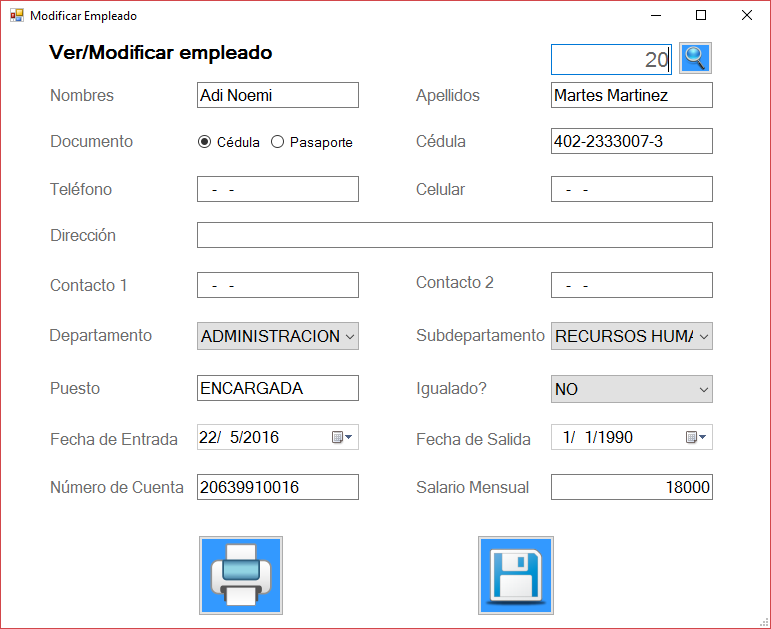 Modificar Empleado
Ver/Modificar empleado 20
Nombres Adi Noemi Apellidos Martes Martinez
Documento Cédula Pasaporte Cédula 402-2333007-3
Teléfono - - Celular - -
Dirección
Contacto 1 - - Contacto 2 - -
Departamento ADMINISTRACION Subdepartamento RECURSOS HUMA
Puesto ENCARGADA Igualado? NO
Fecha de Entrada 22/ 5/2016 Fecha de Salida 1/ 1/1990
Número de Cuenta 20639910016 Salario Mensual 18000